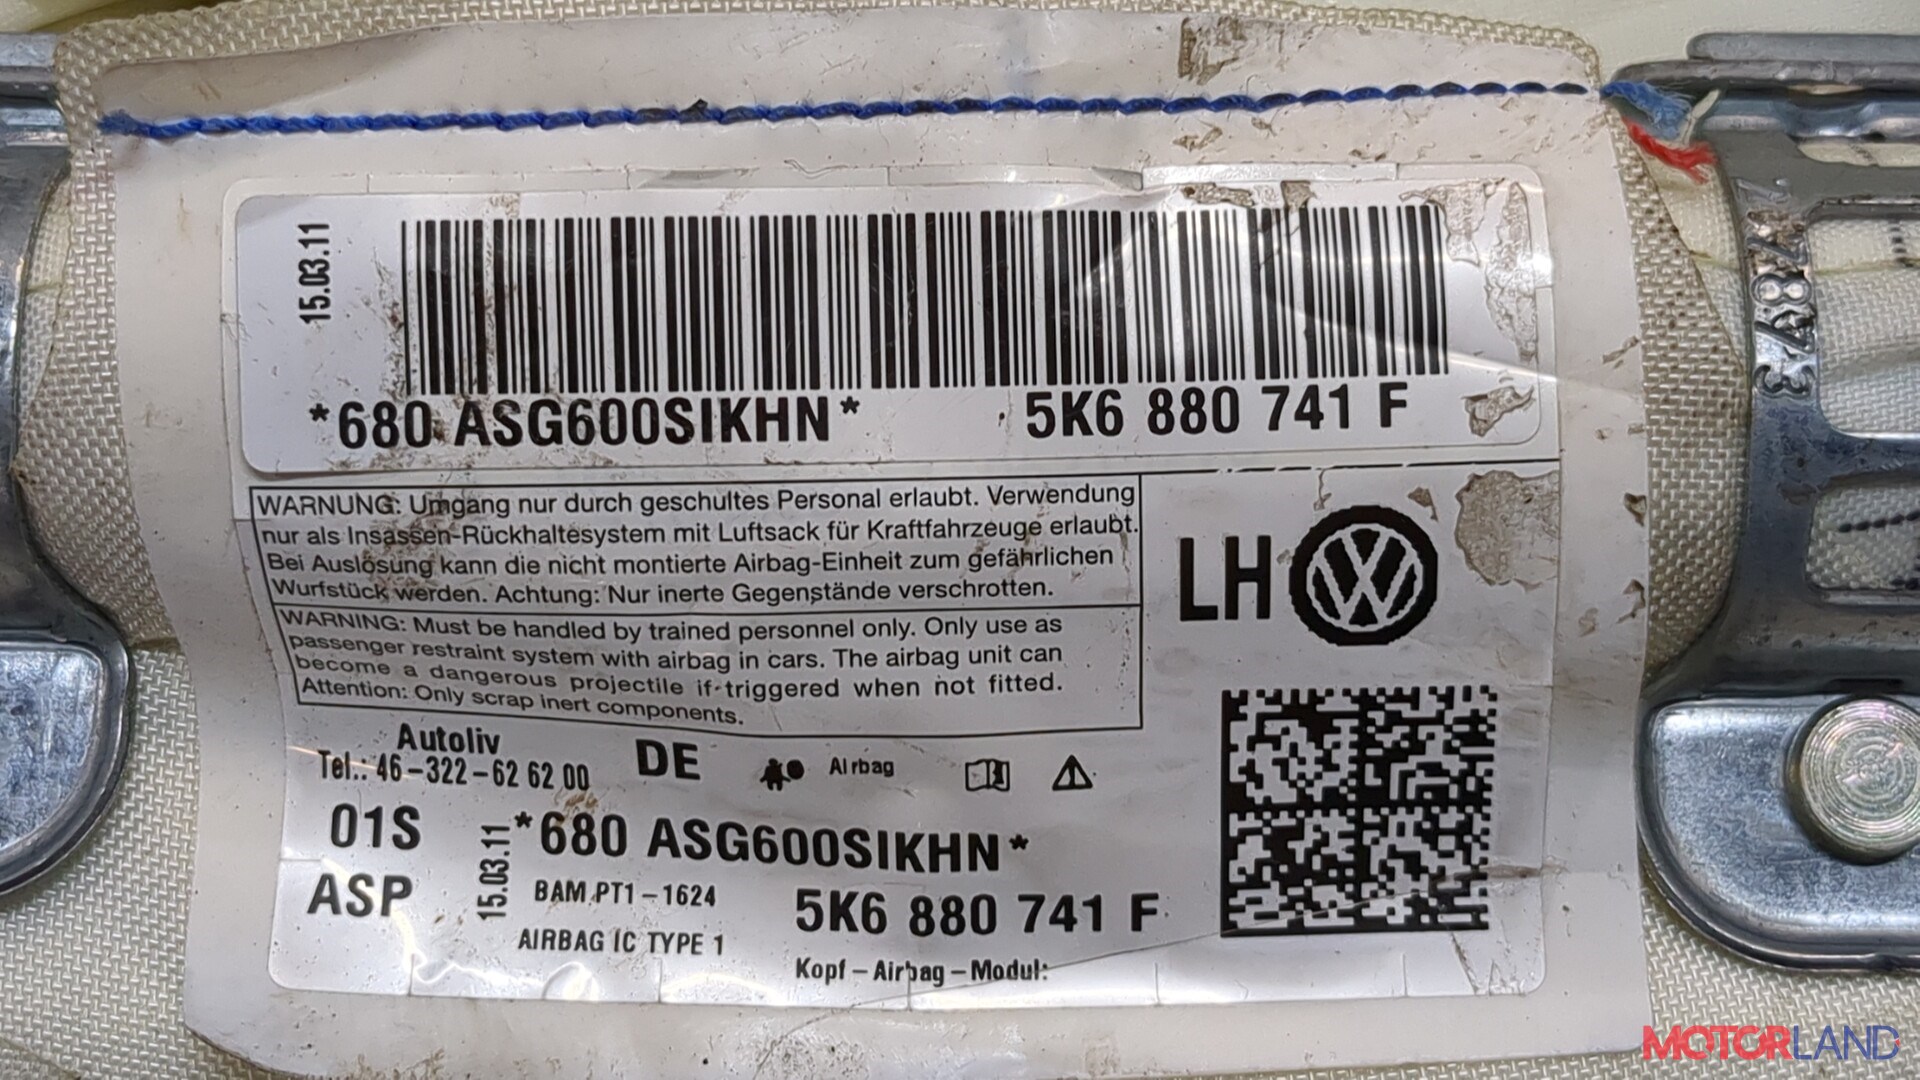 15.03.11
*680 ASG600SIKHN* 5K6 880 741 F
WARNUNG: Umgang nur durch geschultes Personal erlaubt. Verwendung
nur als Insassen-Rückhaltesystem mit Luftsack für Kraftfahrzeuge erlaubt.
Bei Auslösung kann die nicht montierte Airbag-Einheit zum gefährlichen
Wurfstück werden. Achtung: Nur inerte Gegenstände verschrotten.
WARNING: Must be handled by trained personnel only. Only use as
passenger restraint system with airbag in cars. The airbag unit can
become a dangerous projectile if triggered when not fitted.
Attention: Only scrap inert components.
LH
Autoliv
Tel.: 46-322-62 62 00
DE
Airbag
01S
ASP
15.03.11
*680 ASG600SIKHN*
BAM PT1-1624
5K6 880 741 F
AIRBAG IC TYPE 1
Kopf-Airbag-Modul:
MOTORLAND